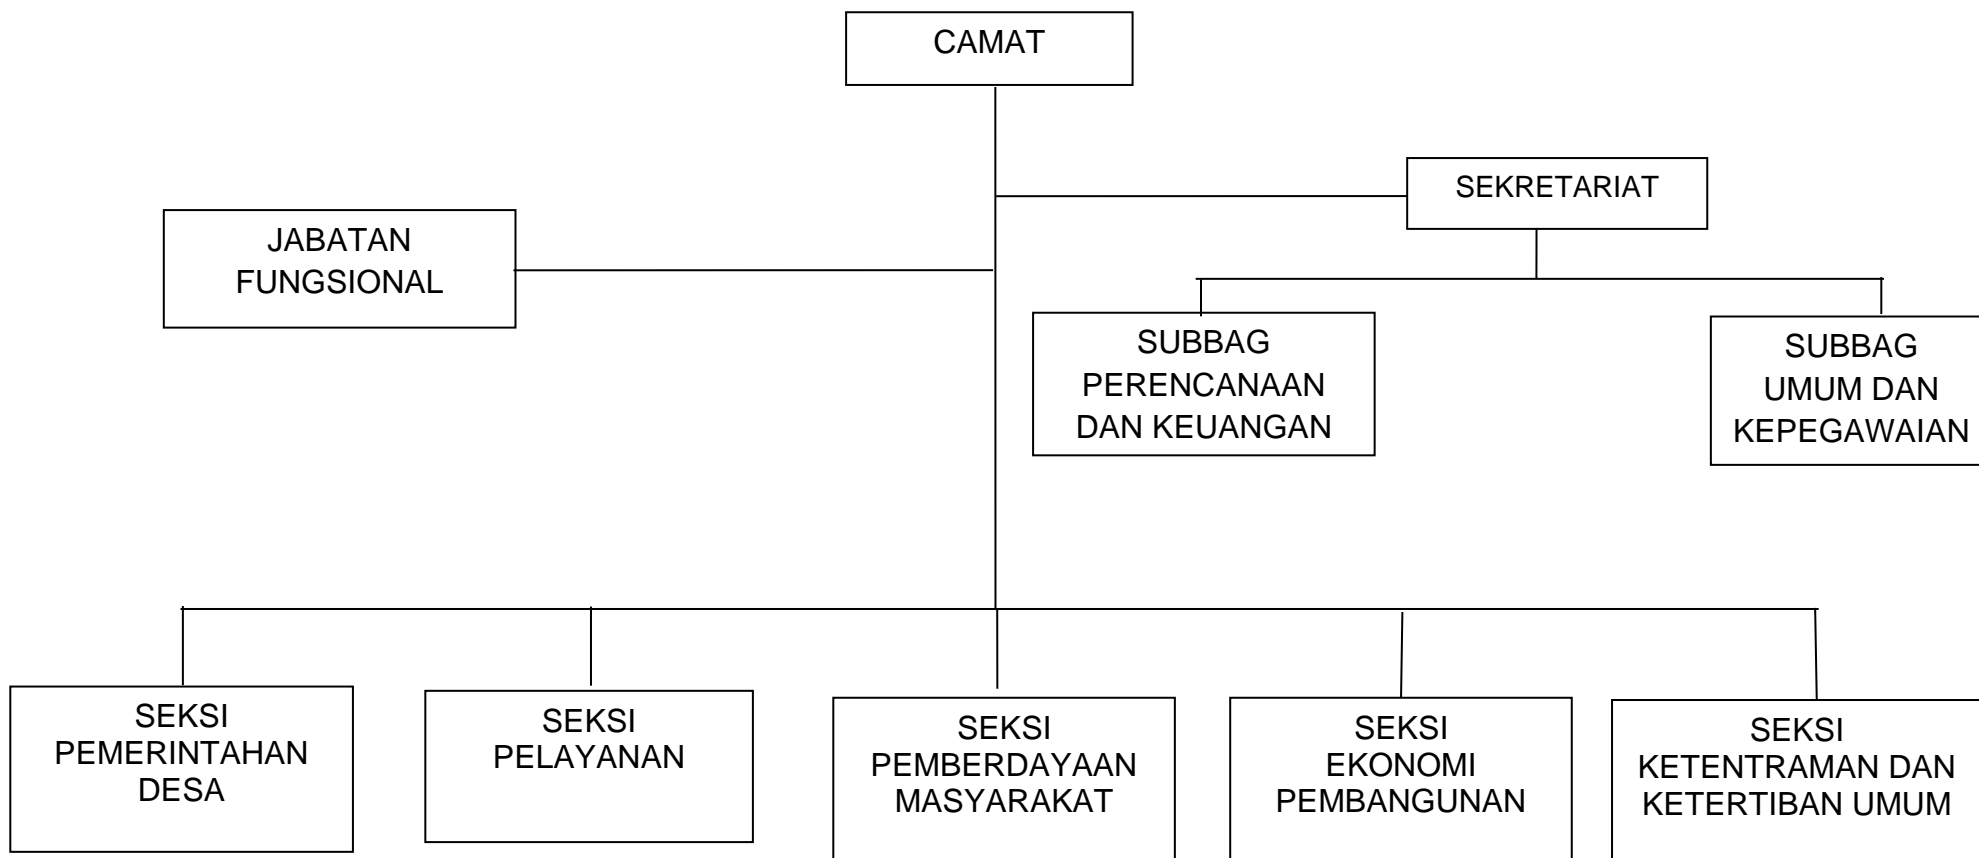 CAMAT
SEKRETARIAT
JABATAN
FUNGSIONAL
SUBBAG
PERENCANAAN
DAN KEUANGAN
SUBBAG
UMUM DAN
KEPEGAWAIAN
SEKSI
PEMERINTAHAN
DESA
SEKSI
PELAYANAN
SEKSI
PEMBERDAYAAN
MASYARAKAT
SEKSI
EKONOMI
PEMBANGUNAN
SEKSI
KETENTRAMAN DAN
KETERTIBAN UMUM